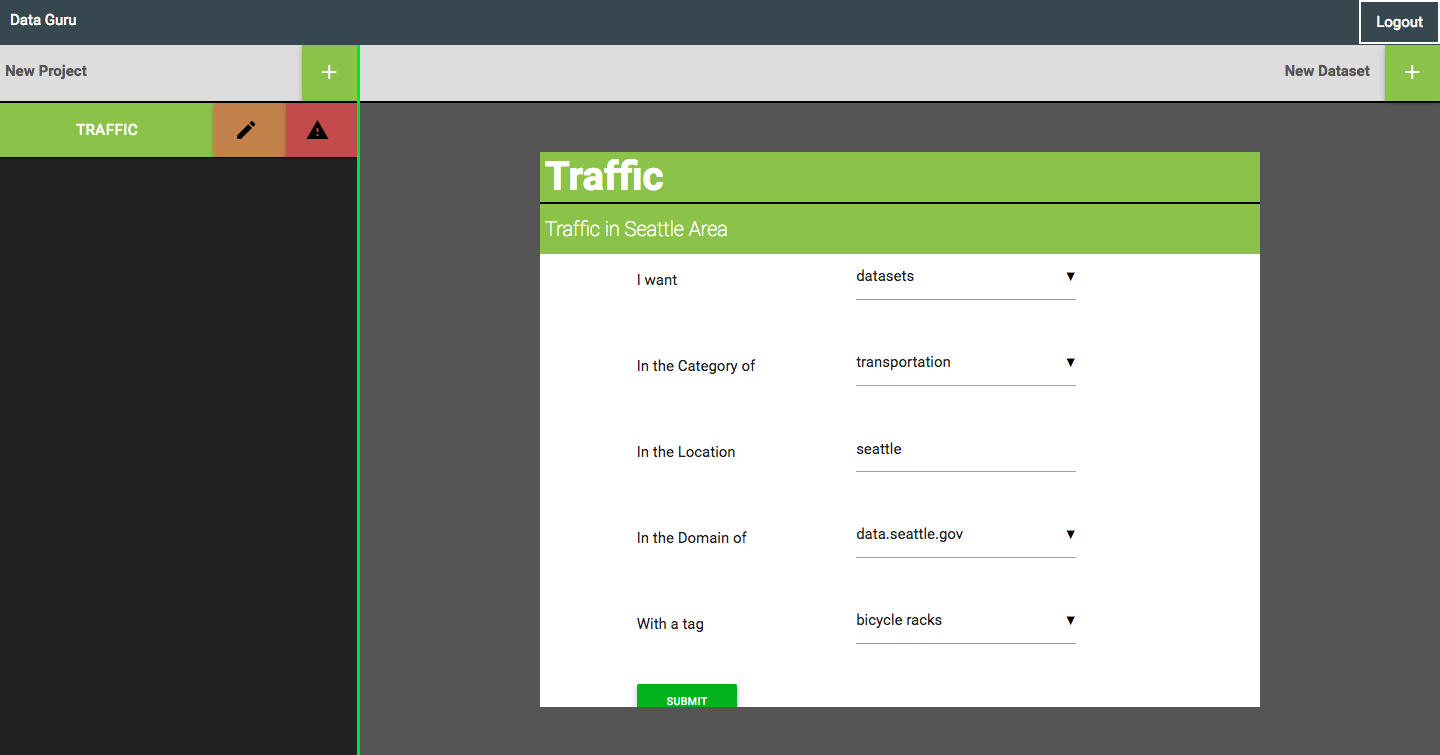 Data Guru
Logout
New Project +
New Dataset +
TRAFFIC
Traffic
Traffic in Seattle Area
I want datasets ▼
In the Category of transportation ▼
In the Location seattle
In the Domain of data.seattle.gov ▼
With a tag bicycle racks ▼
SUBMIT